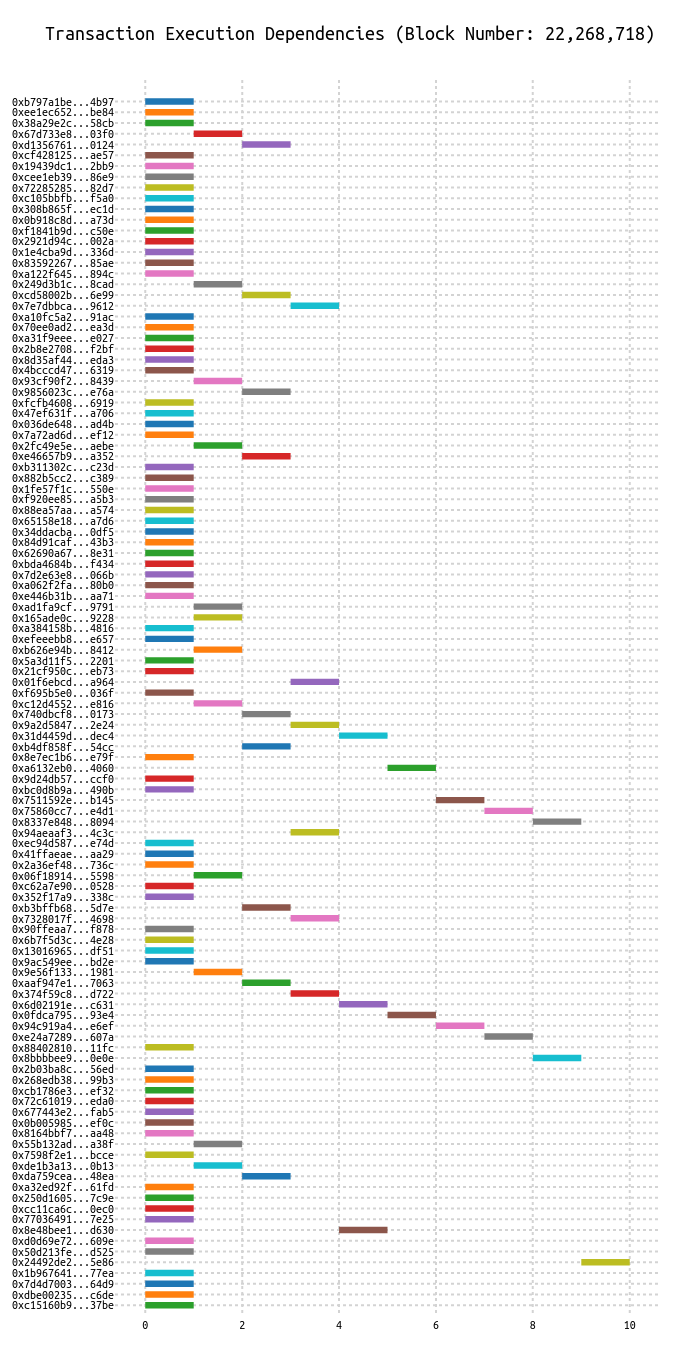 Transaction Execution Dependencies (Block Number: 22,268,718)
0xb797a1be...4b97
0xee1ec652...be84
0x38a29e2c...58cb
0x67d733e8...03f0
0xd1356761...0124
0xcf428125...ae57
0x19439dc1...2bb9
0xcee1eb39...86e9
0x72285285...82d7
0xc105bbfb...f5a0
0x308b865f...ec1d
0x0b918c8d...a73d
0xf1841b9d...c50e
0x2921d94c...002a
0x1e4cba9d...336d
0x83592267...85ae
0xa122f645...894c
0x249d3b1c...8cad
0xcd58002b...6e99
0x7e7dbbca...9612
0xa10fc5a2...91ac
0x70ee0ad2...ea3d
0xa31f9eee...e027
0x2b8e2708...f2bf
0x8d35af44...eda3
0x4bcccd47...6319
0x93cf90f2...8439
0x9856023c...e76a
0xfcfb4608...6919
0x47ef631f...a706
0x036de648...ad4b
0x7a72ad6d...ef12
0x2fc49e5e...aebe
0xe46657b9...a352
0xb311302c...c23d
0x882b5cc2...c389
0x1fe57f1c...550e
0xf920ee85...a5b3
0x88ea57aa...a574
0x65158e18...a7d6
0x34ddacba...0df5
0x84d91caf...43b3
0x62690a67...8e31
0xbda4684b...f434
0x7d2e63e8...066b
0xa062f2fa...80b0
0xe446b31b...aa71
0xad1fa9cf...9791
0x165ade0c...9228
0xa384158b...4816
0xefeeebb8...e657
0xb626e94b...8412
0x5a3d11f5...2201
0x21cf950c...eb73
0x01f6ebcd...a964
0xf695b5e0...036f
0xc12d4552...e816
0x740dbcf8...0173
0x9a2d5847...2e24
0x31d4459d...dec4
0xb4df858f...54cc
0x8e7ec1b6...e79f
0xa6132eb0...4060
0x9d24db57...ccf0
0xbc0d8b9a...490b
0x7511592e...b145
0x75860cc7...e4d1
0x8337e848...8094
0x94aeaaf3...4c3c
0xec94d587...e74d
0x41ffaeae...aa29
0x2a36ef48...736c
0x06f18914...5598
0xc62a7e90...0528
0x352f17a9...338c
0xb3bffb68...5d7e
0x7328017f...4698
0x90ffeaa7...f878
0x6b7f5d3c...4e28
0x13016965...df51
0x9ac549ee...bd2e
0x9e56f133...1981
0xaaf947e1...7063
0x374f59c8...d722
0x6d02191e...c631
0x0fdca795...93e4
0x94c919a4...e6ef
0xe24a7289...607a
0x88402810...11fc
0x8bbbbee9...0e0e
0x2b03ba8c...56ed
0x268edb38...99b3
0xcb1786e3...ef32
0x72c61019...eda0
0x677443e2...fab5
0x0b005985...ef0c
0x8164bbf7...aa48
0x55b132ad...a38f
0x7598f2e1...bcce
0xde1b3a13...0b13
0xda759cea...48ea
0xa32ed92f...61fd
0x250d1605...7c9e
0xcc11ca6c...0ec0
0x77036491...7e25
0x8e48bee1...d630
0xd0d69e72...609e
0x50d213fe...d525
0x24492de2...5e86
0x1b967641...77ea
0x7d4d7003...64d9
0xdbe00235...c6de
0xc15160b9...37be
0 2 4 6 8 10